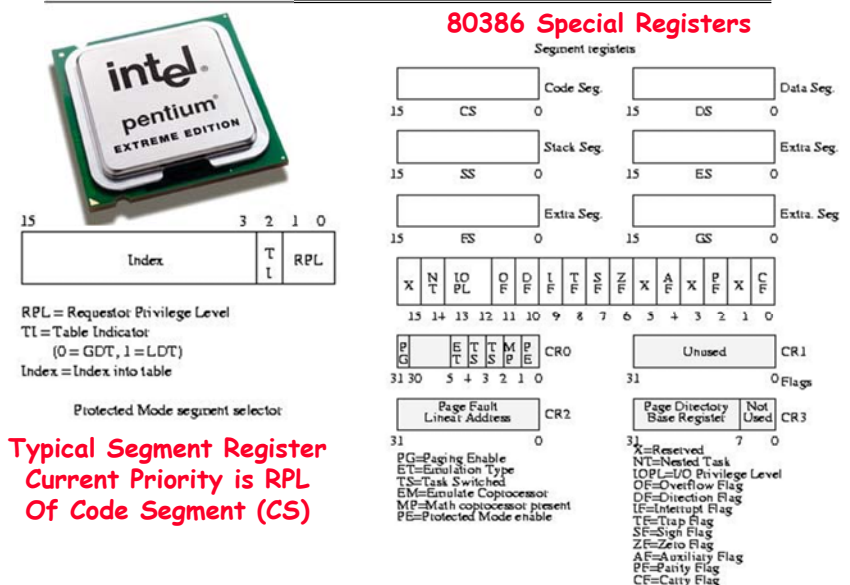 80386 Special Registers
Segment registers
intel.
pentium
EXTREME EDITION
Code Seg.
15 CS 0
Data Seg.
15 DS 0
Stack Seg.
15 SS 0
Extra Seg.
15 ES 0
Extra Seg.
15 FS 0
Extra. Seg
15 GS 0
15 3 2 1 0
Index TI RPL
RPL = Requestor Privilege Level
TI = Table Indicator
(0 = GDT, 1 = LDT)
Index = Index into table
Protected Mode segment selector
Typical Segment Register
Current Priority is RPL
Of Code Segment (CS)
X NT IOPL OF DF IF TF SF ZF X AF X PF X CF
15 14 13 12 11 10 9 8 7 6 5 4 3 2 1 0
PG ET TS TS MP PE CR0
31 30 5 4 3 2 1 0
Unused CR1
31 0 Flags
Page Fault
Linear Address CR2
31 0
Page Directory
Base Register Not
Used CR3
31 7 0
PG=Paging Enable
ET=Emulation Type
TS=Task Switched
EM=Emulate Coptocessor
MP=Math coptocessor present
PE=Protected Mode enable
X=Reserved
NT=Nested Task
IOPL=I/O Privilege Level
OF=Overflow Flag
DF=Direction Flag
IF=Interrupt Flag
TF=Trap Flag
SF=Sign Flag
ZF=Zero Flag
AF=Auxiliary Flag
PF=Parity Flag
CF=Carry Flag